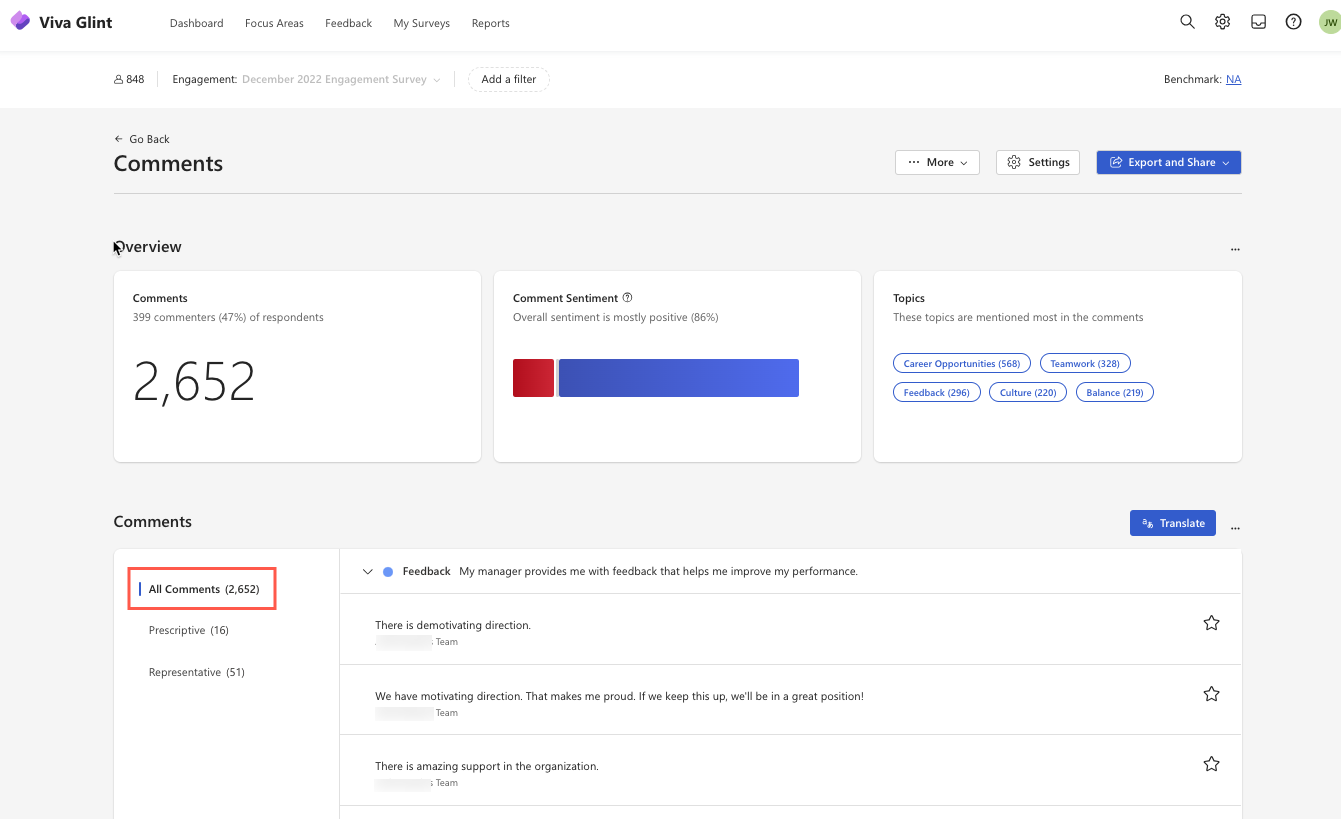 Viva Glint
Dashboard Focus Areas Feedback My Surveys Reports
JW
848 Engagement: December 2022 Engagement Survey Add a filter Benchmark: NA
Go Back
Comments
More Settings Export and Share
Overview
Comments
399 commenters (47%) of respondents
2,652
Comment Sentiment
Overall sentiment is mostly positive (86%)
Topics
These topics are mentioned most in the comments
Career Opportunities (568) Teamwork (328)
Feedback (296) Culture (220) Balance (219)
Comments
Translate
All Comments (2,652)
Prescriptive (16)
Representative (51)
Feedback My manager provides me with feedback that helps me improve my performance.
There is demotivating direction.
Team
We have motivating direction. That makes me proud. If we keep this up, we'll be in a great position!
Team
There is amazing support in the organization.
Team